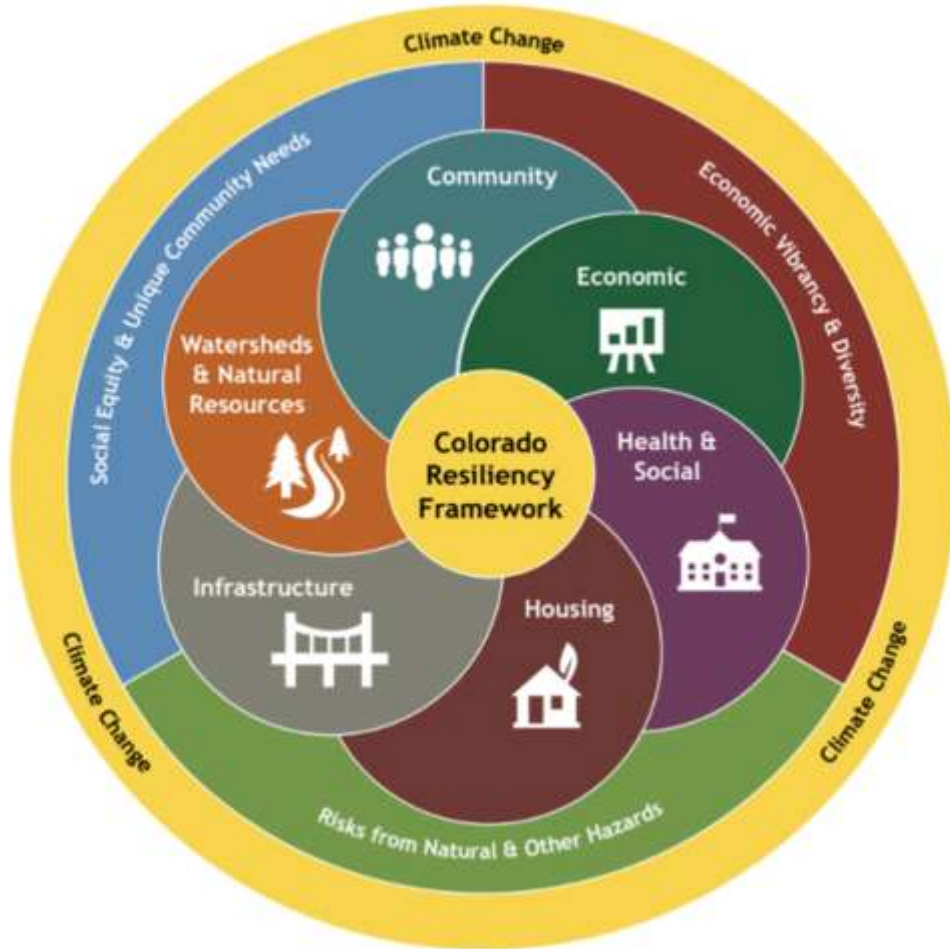 Climate Change
Social Equity & Unique Community Needs
Economic Vibrancy & Diversity
Community
Economic
Watersheds
& Natural
Resources
Colorado
Resiliency
Framework
Health &
Social
Infrastructure
Housing
Climate Change
Climate Change
Risks from Natural & Other Hazards